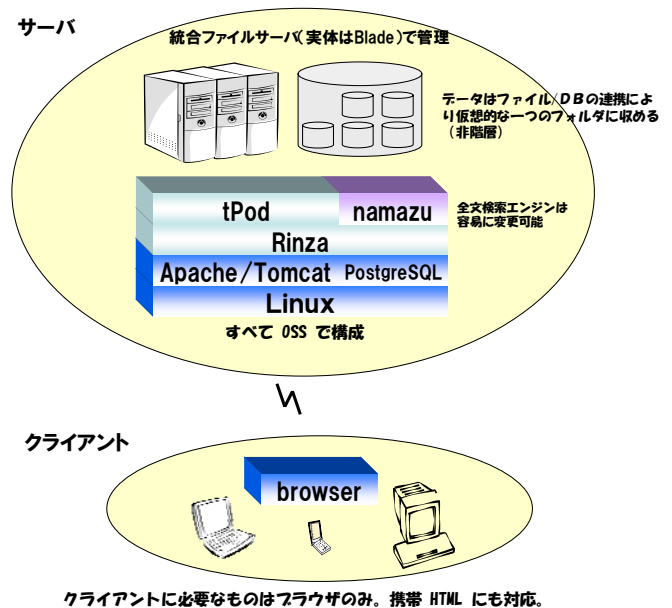 サーバ
統合ファイルサーバ(実体はBlade)で管理
データはファイル/DBの連携によ
り仮想的な一つのフォルダに収める
(非階層)
tPod
namazu
全文検索エンジンは
容易に変更可能
Rinza
Apache/Tomcat PostgreSQL
Linux
すべて OSS で構成
クライアント
browser
クライアントに必要なものはブラウザのみ。携帯 HTML にも対応。